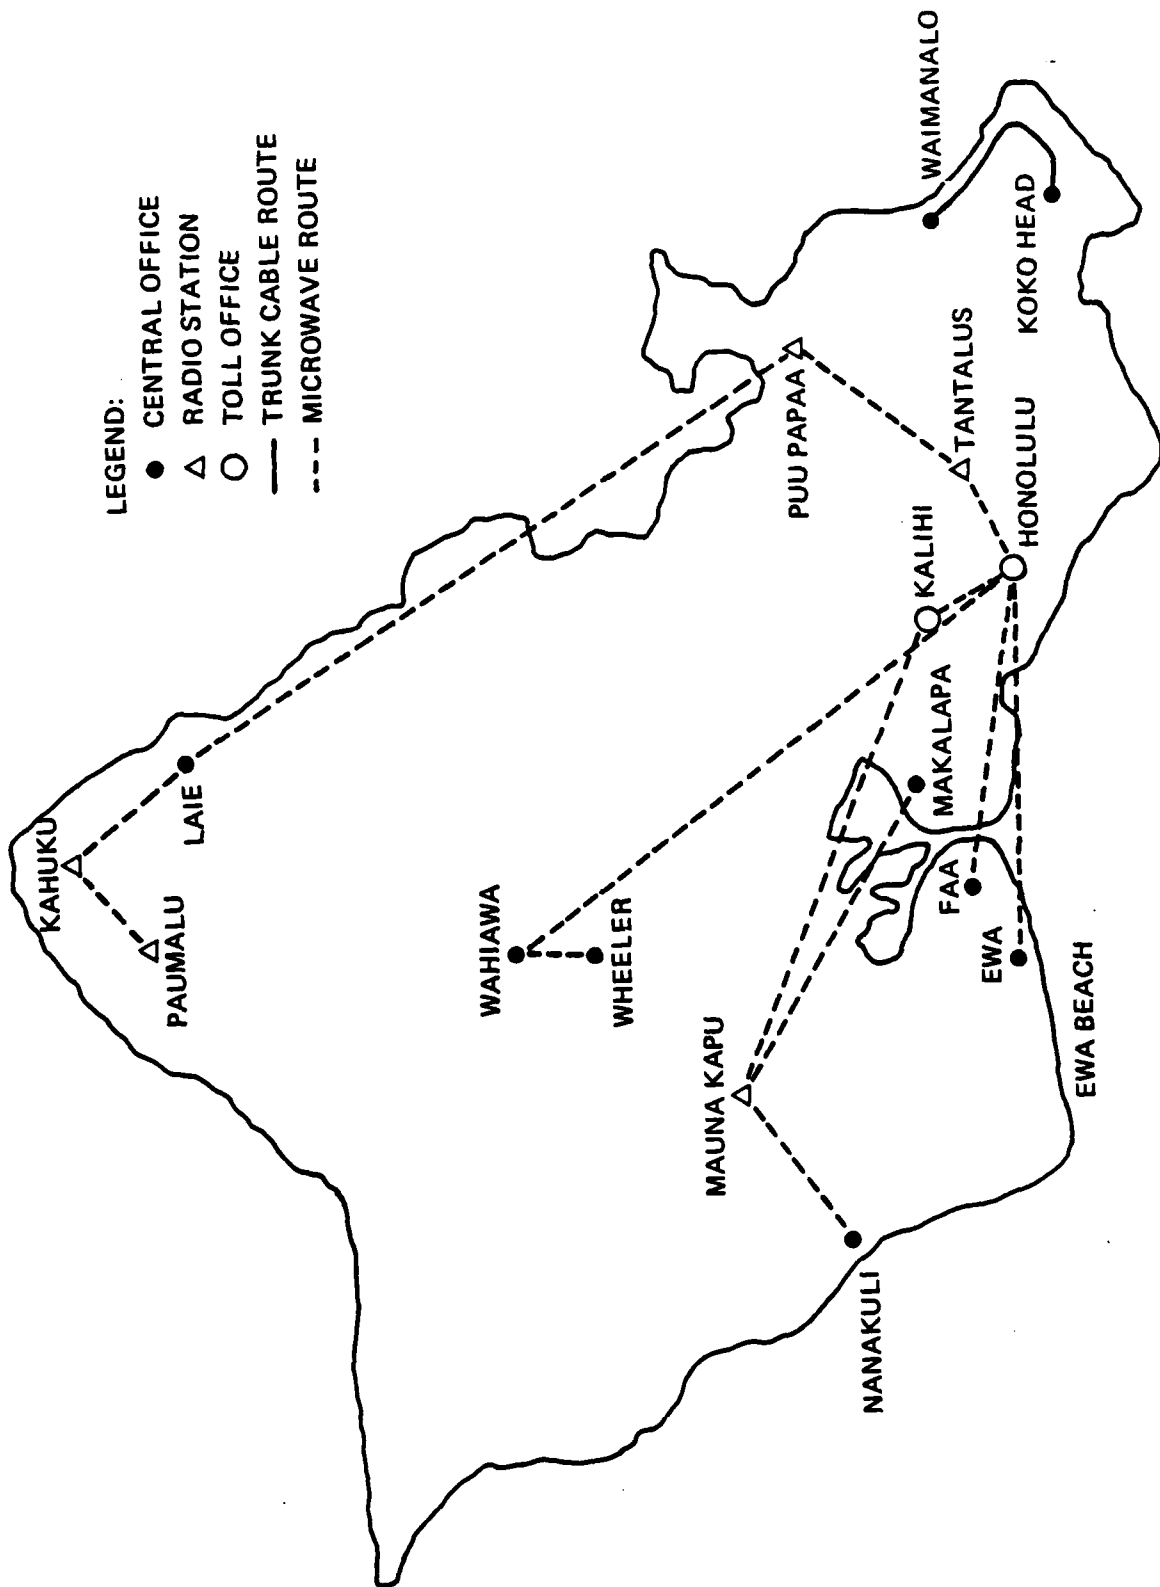 LEGEND:
CENTRAL OFFICE
RADIO STATION
TOLL OFFICE
TRUNK CABLE ROUTE
MICROWAVE ROUTE
KAHUKU
LAIE
PAUMALU
WAHIAWA
WHEELER
MAUNA KAPU
NANAKULI
PUU PAPAA
WAIMANALO
KOKO HEAD
TANTALUS
KALIHI
HONOLULU
MAKALAPA
FAA
EWA
EWA BEACH